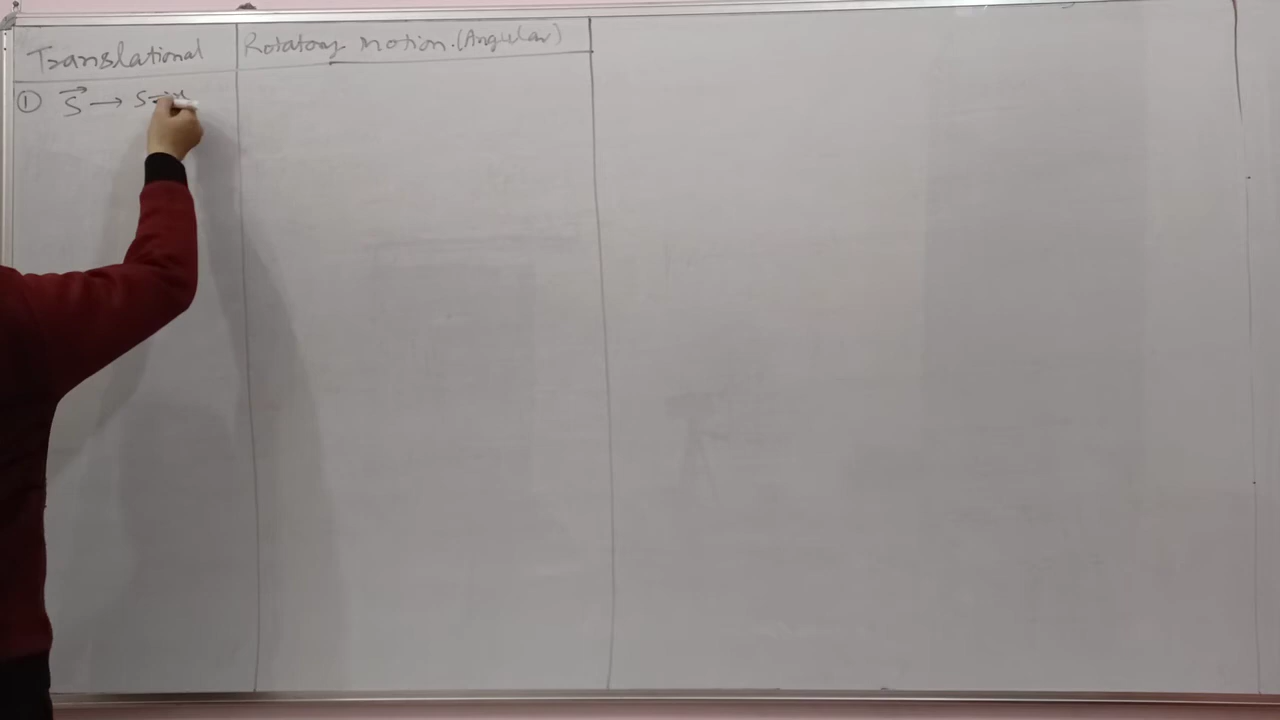 Translational
Rotatory motion. (Angular)
① S⃗ →